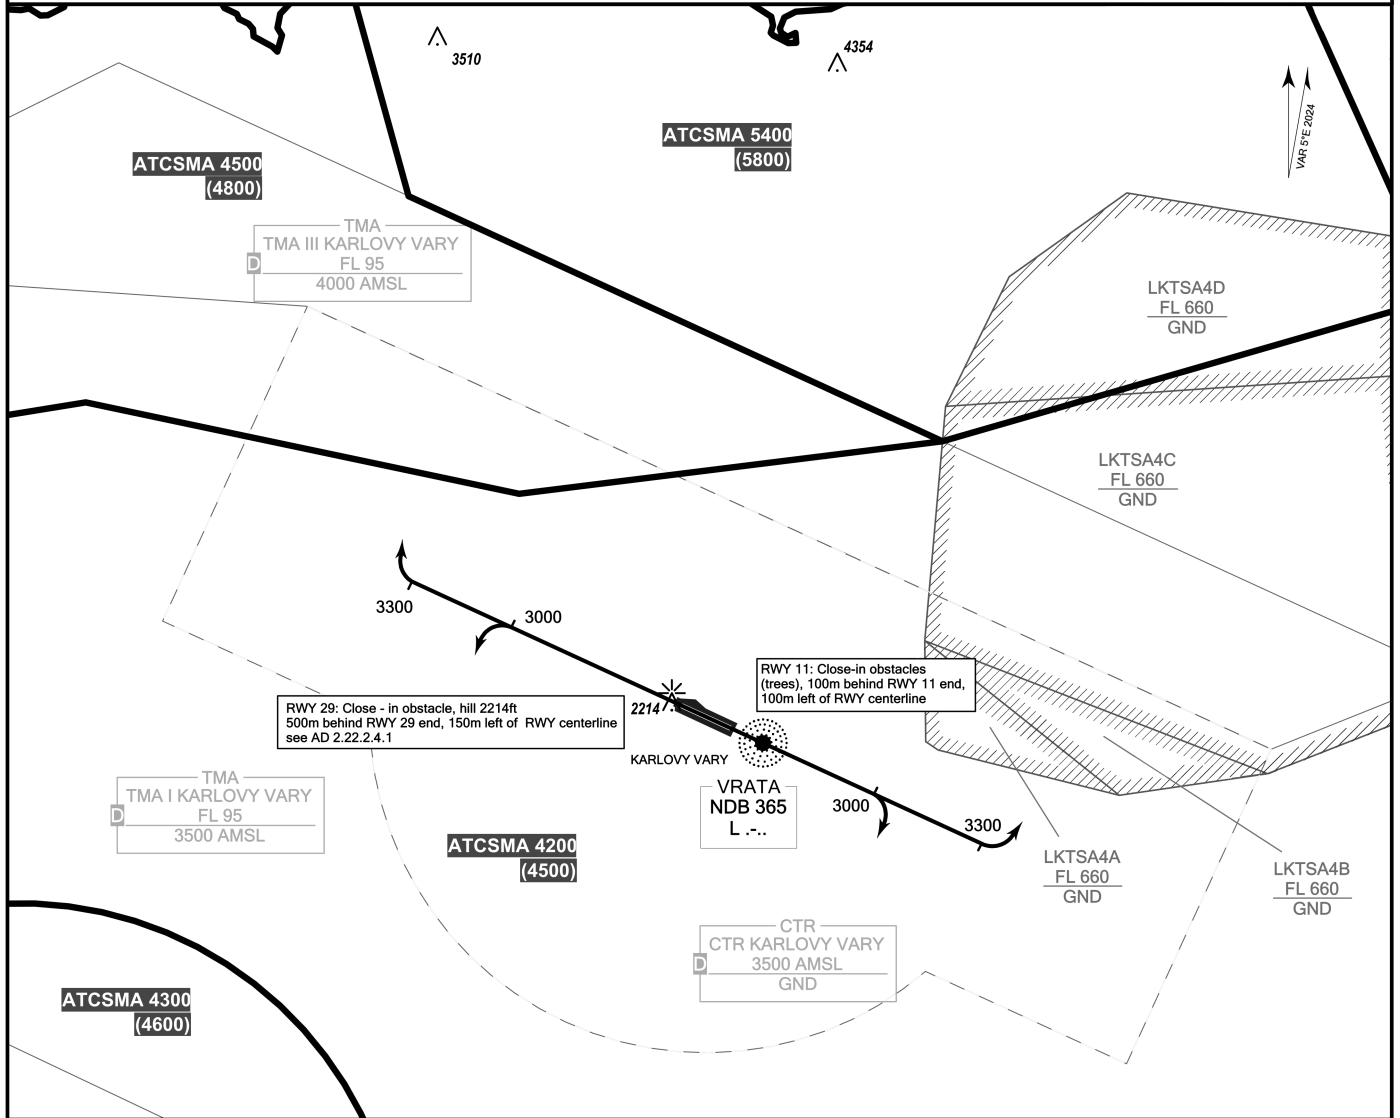 3510
4354
ATCSMA 5400
(5800)
VAR 5°E 2024
ATCSMA 4500
(4800)
TMA
TMA III KARLOVY VARY
D
FL 95
4000 AMSL
LKTSA4D
FL 660
GND
LKTSA4C
FL 660
GND
3300
3000
RWY 11: Close-in obstacles
(trees), 100m behind RWY 11 end,
100m left of RWY centerline
RWY 29: Close - in obstacle, hill 2214ft
500m behind RWY 29 end, 150m left of RWY centerline
see AD 2.22.2.4.1
2214
KARLOVY VARY
VRATA
NDB 365
L .-..
3000
3300
TMA
TMA I KARLOVY VARY
D
FL 95
3500 AMSL
ATCSMA 4200
(4500)
LKTSA4A
FL 660
GND
LKTSA4B
FL 660
GND
CTR
CTR KARLOVY VARY
D
3500 AMSL
GND
ATCSMA 4300
(4600)